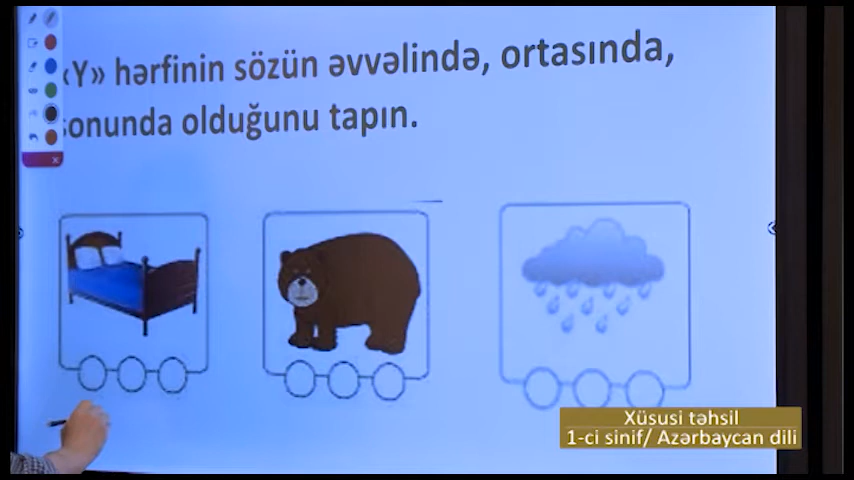 «Y» hərfinin sözün əvvəlində, ortasında,
sonunda olduğunu tapın.
Xüsusi təhsil
1-ci sinif/ Azərbaycan dili